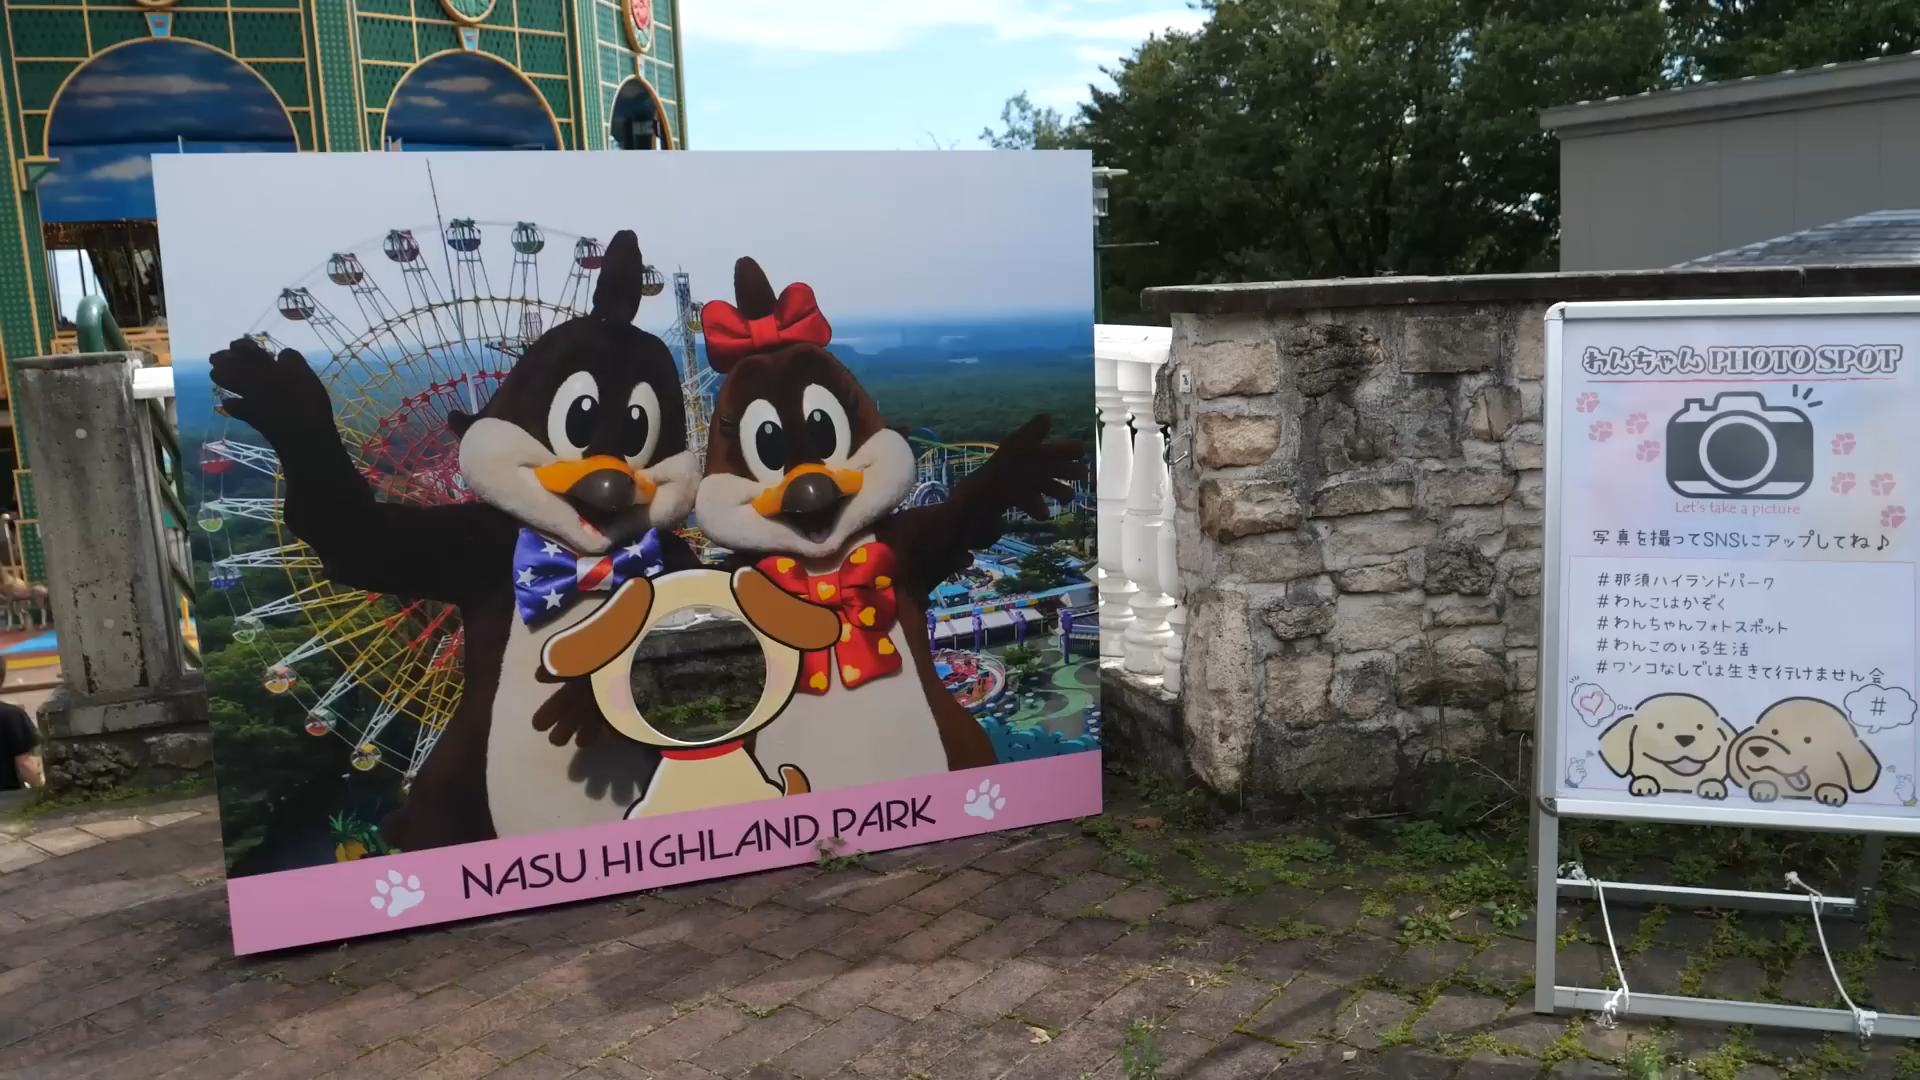 NASU HIGHLAND PARK
わんちゃん PHOTO SPOT
Let's take a picture
写真を撮ってSNSにアップしてね♪
#那須ハイランドパーク
#わんこはかぞく
#わんちゃんフォトスポット
#わんこのいる生活
#ワンコなしでは生きて行けません会
#